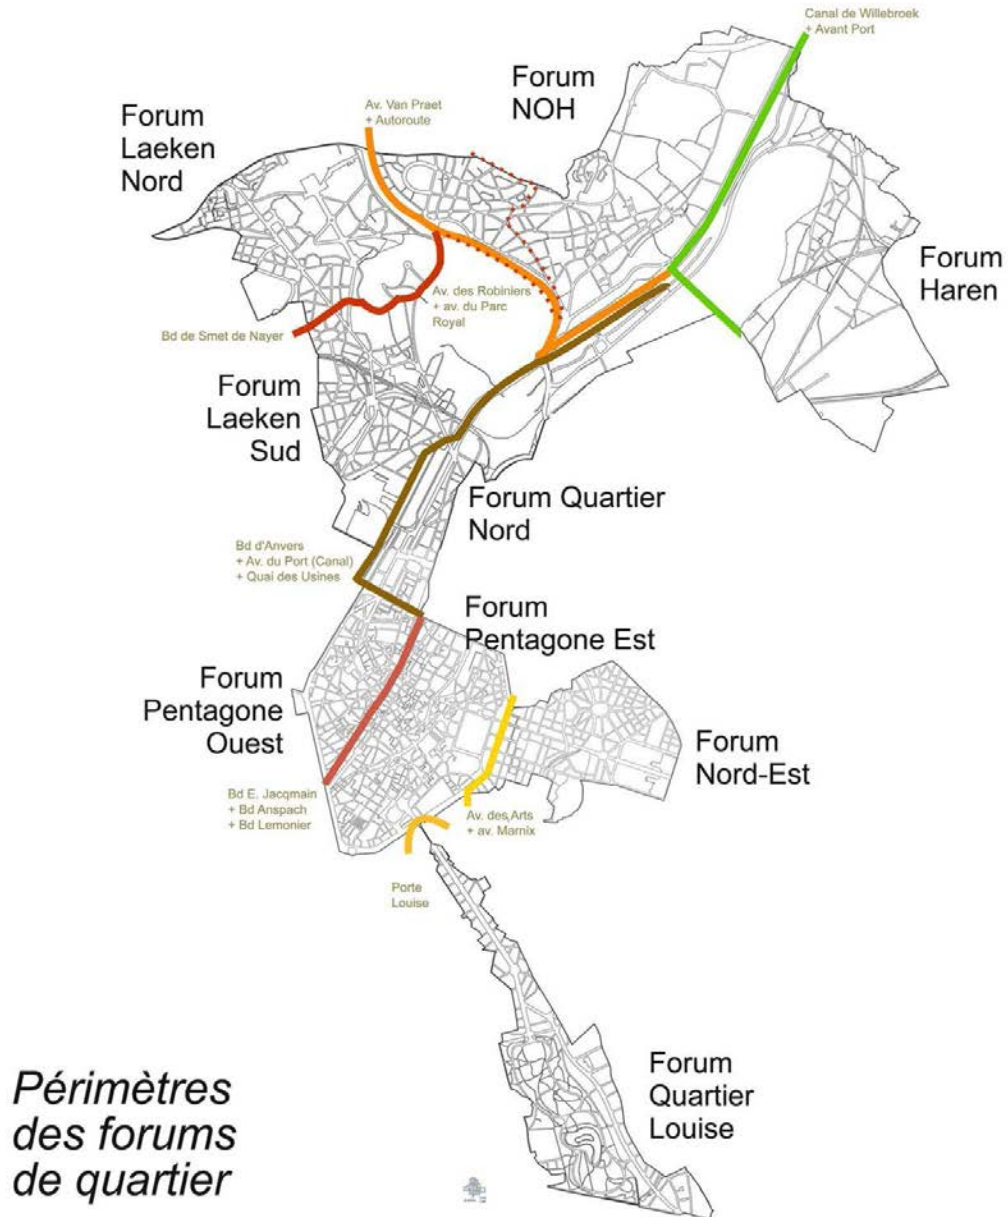 Canal de Willebroek
+ Avant Port
Forum
NOH
Av. Van Praet
+ Autoroute
Forum
Laeken
Nord
Forum
Haren
Av. des Robiniers
+ av. du Parc
Royal
Bd de Smet de Nayer
Forum
Laeken
Sud
Forum Quartier
Nord
Bd d'Anvers
+ Av. du Port (Canal)
+ Quai des Usines
Forum
Pentagone Est
Forum
Pentagone
Ouest
Forum
Nord-Est
Bd E. Jacqmain
+ Bd Anspach
+ Bd Lemonier
Av. des Arts
+ av. Marnix
Porte
Louise
Forum
Quartier
Louise
Périmètres
des forums
de quartier